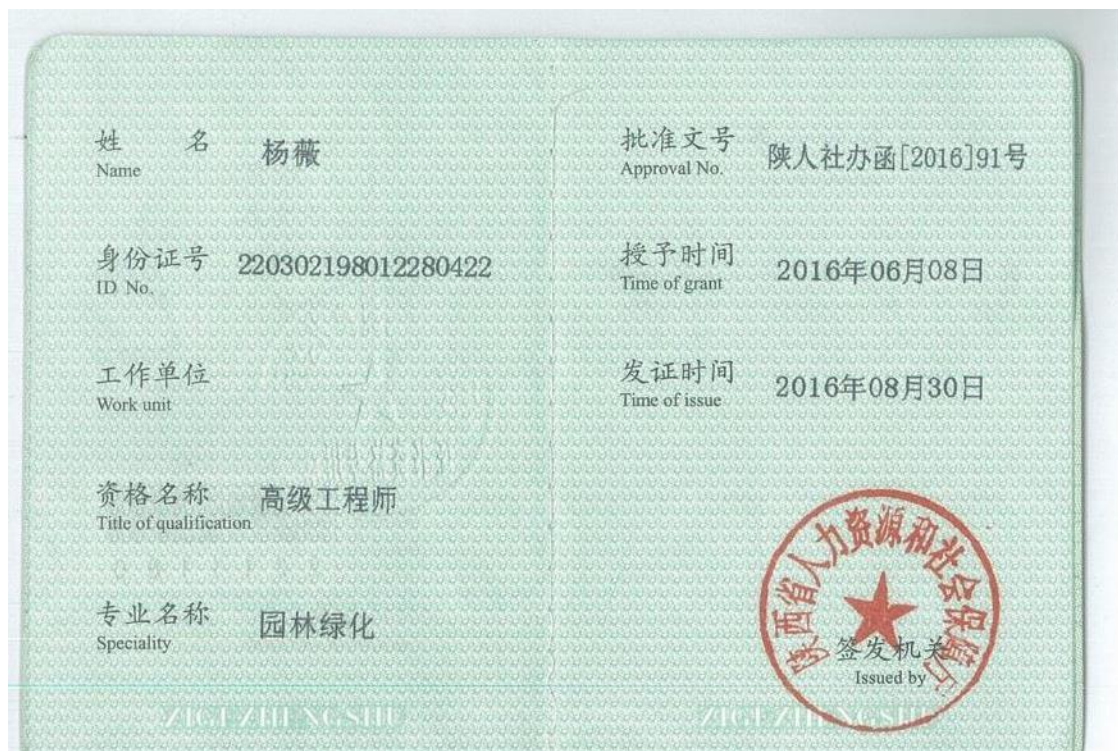 姓 名 杨薇
Name
身份证号 220302198012280422
ID No.
工作单位
Work unit
资格名称 高级工程师
Title of qualification
专业名称 园林绿化
Speciality
ZIGEZHENGSHU
批准文号 陕人社办函[2016]91号
Approval No.
授予时间 2016年06月08日
Time of grant
发证时间 2016年08月30日
Time of issue
陕西省人力资源和社会保障厅
签发机关
Issued by
ZIGEZHENGSHU